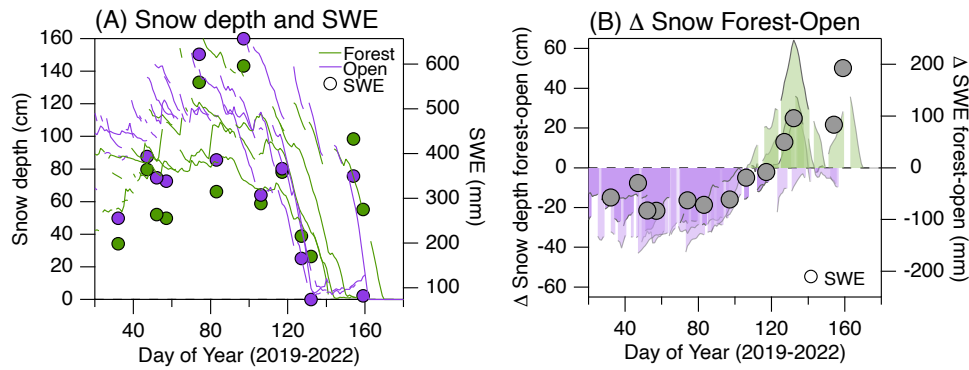 (A) Snow depth and SWE
160
140
120
100
80
60
40
20
0
Snow depth (cm)
Forest
Open
SWE
600
500
400
300
200
100
SWE (mm)
40
80
120
160
Day of Year (2019-2022)
(B) Δ Snow Forest-Open
60
40
20
0
-20
-40
-60
Δ Snow depth forest-open (cm)
200
100
0
-100
-200
Δ SWE forest-open (mm)
SWE
40
80
120
160
Day of Year (2019-2022)